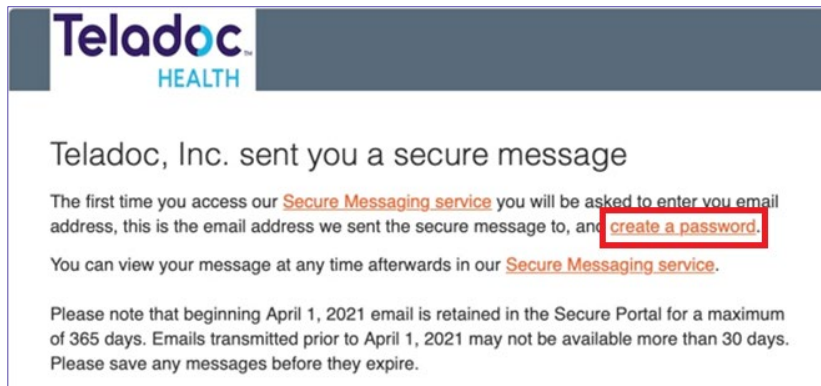 Teladoc™
HEALTH
Teladoc, Inc. sent you a secure message
The first time you access our Secure Messaging service you will be asked to enter you email
address, this is the email address we sent the secure message to, and create a password.
You can view your message at any time afterwards in our Secure Messaging service.
Please note that beginning April 1, 2021 email is retained in the Secure Portal for a maximum
of 365 days. Emails transmitted prior to April 1, 2021 may not be available more than 30 days.
Please save any messages before they expire.